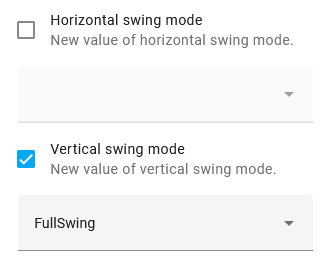 Horizontal swing mode
New value of horizontal swing mode.
Vertical swing mode
New value of vertical swing mode.
FullSwing